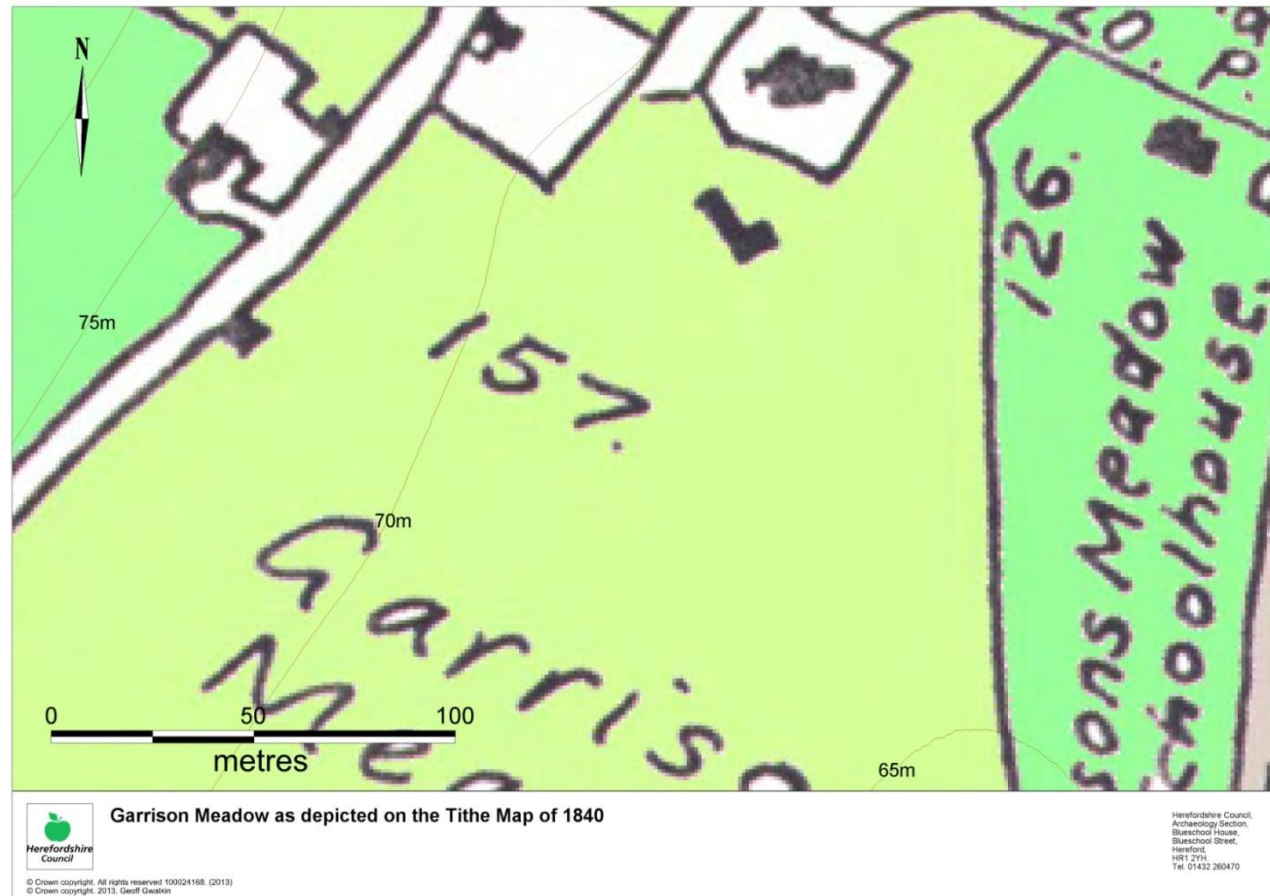 N
20.
p.
126.
75m
157.
sons Meadow
choolhouse.
70m
Garriso
Mea
0 50 100
metres
65m
Garrison Meadow as depicted on the Tithe Map of 1840
Herefordshire
Council
© Crown copyright. All rights reserved 100024168. (2013)
© Crown copyright. 2013, Geoff Gwatkin
Herefordshire Council,
Archaeology Section,
Blueschool House,
Blueschool Street,
Hereford,
HR1 2YH.
Tel. 01432 260470